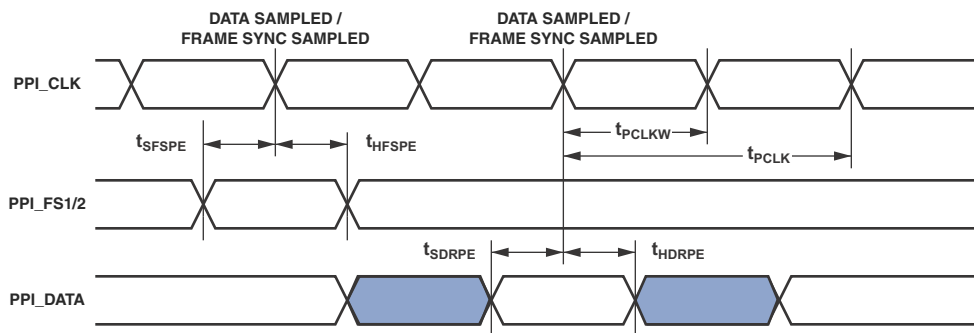 DATA SAMPLED /
FRAME SYNC SAMPLED
DATA SAMPLED /
FRAME SYNC SAMPLED
PPI_CLK
tSFSPE
tHFSPE
tPCLKW
tPCLK
PPI_FS1/2
tSDRPE
tHDRPE
PPI_DATA